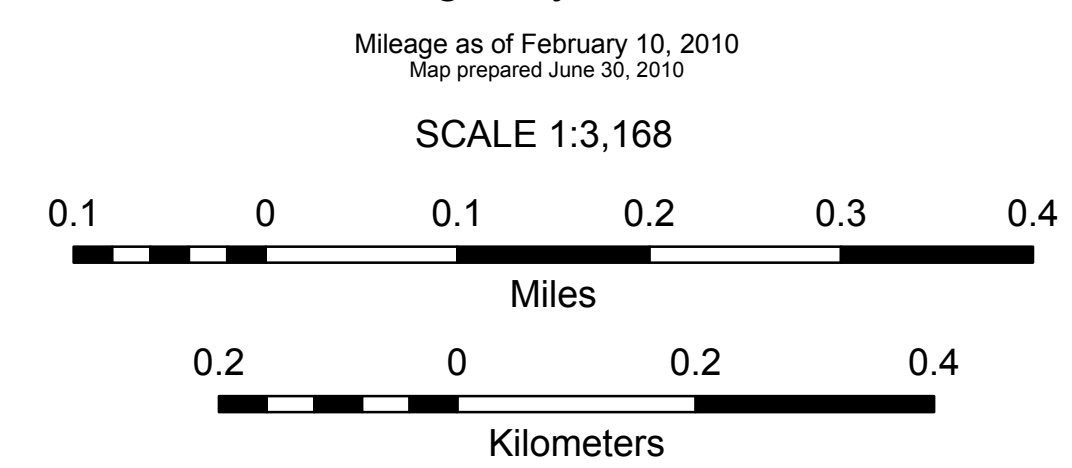 Mileage as of February 10, 2010
Map prepared June 30, 2010
SCALE 1:3,168
0.1 0 0.1 0.2 0.3 0.4
Miles
0.2 0 0.2 0.4
Kilometers